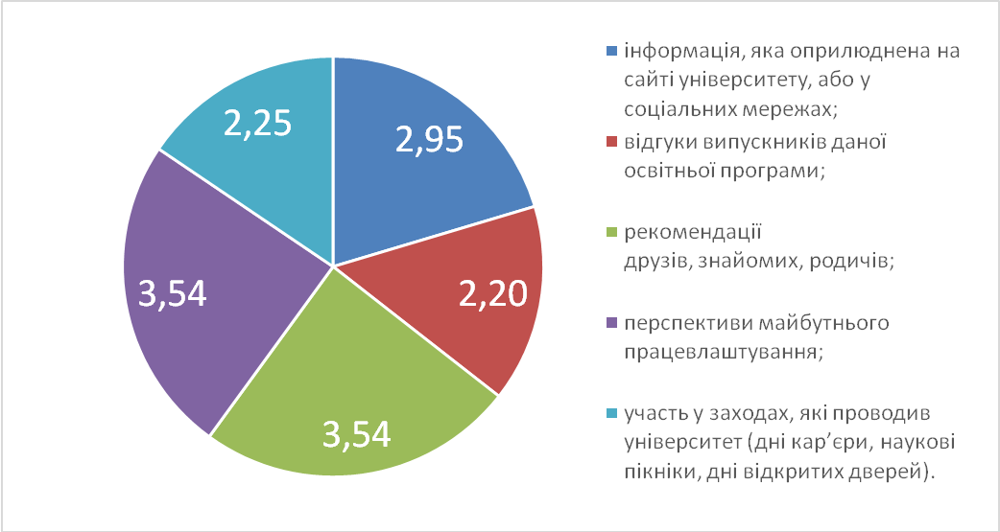 2,25
2,95
3,54
2,20
3,54
інформація, яка оприлюднена на
сайті університету, або у
соціальних мережах;
відгуки випускників даної
освітньої програми;
рекомендації
друзів, знайомих, родичів;
перспективи майбутнього
працевлаштування;
участь у заходах, які проводив
університет (дні кар’єри, наукові
пікніки, дні відкритих дверей).